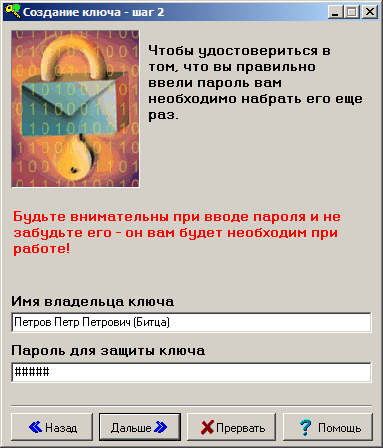 Создание ключа - шаг 2
Чтобы удостовериться в
том, что вы правильно
ввели пароль вам
необходимо набрать его еще
раз.
Будьте внимательны при вводе пароля и не
забудьте его - он вам будет необходим при
работе!
Имя владельца ключа
Петров Петр Петрович (Битца)
Пароль для защиты ключа
#####
Назад Дальше Прервать ? Помощь